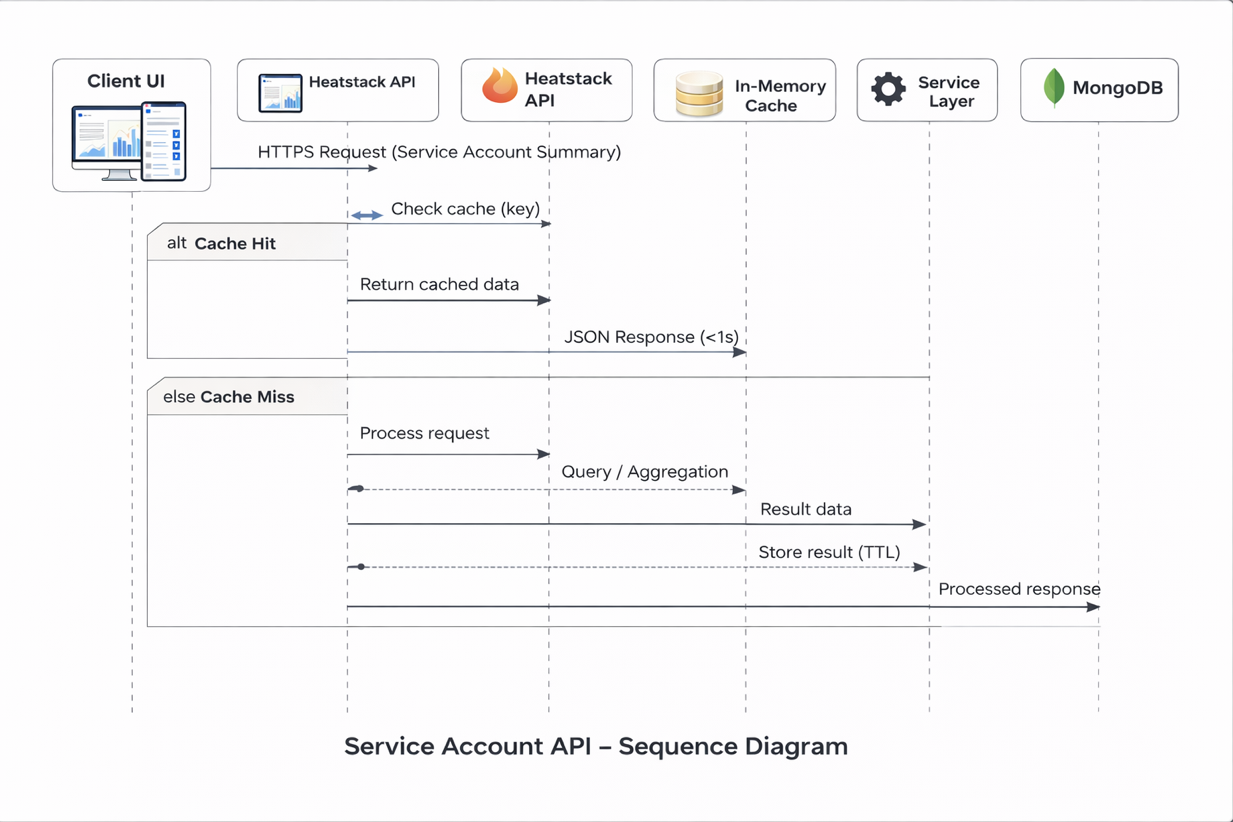 Client UI
Heatstack API
Heatstack
API
In-Memory
Cache
Service
Layer
MongoDB
HTTPS Request (Service Account Summary)
Check cache (key)
alt Cache Hit
Return cached data
JSON Response (<1s)
else Cache Miss
Process request
Query / Aggregation
Result data
Store result (TTL)
Processed response
Service Account API – Sequence Diagram